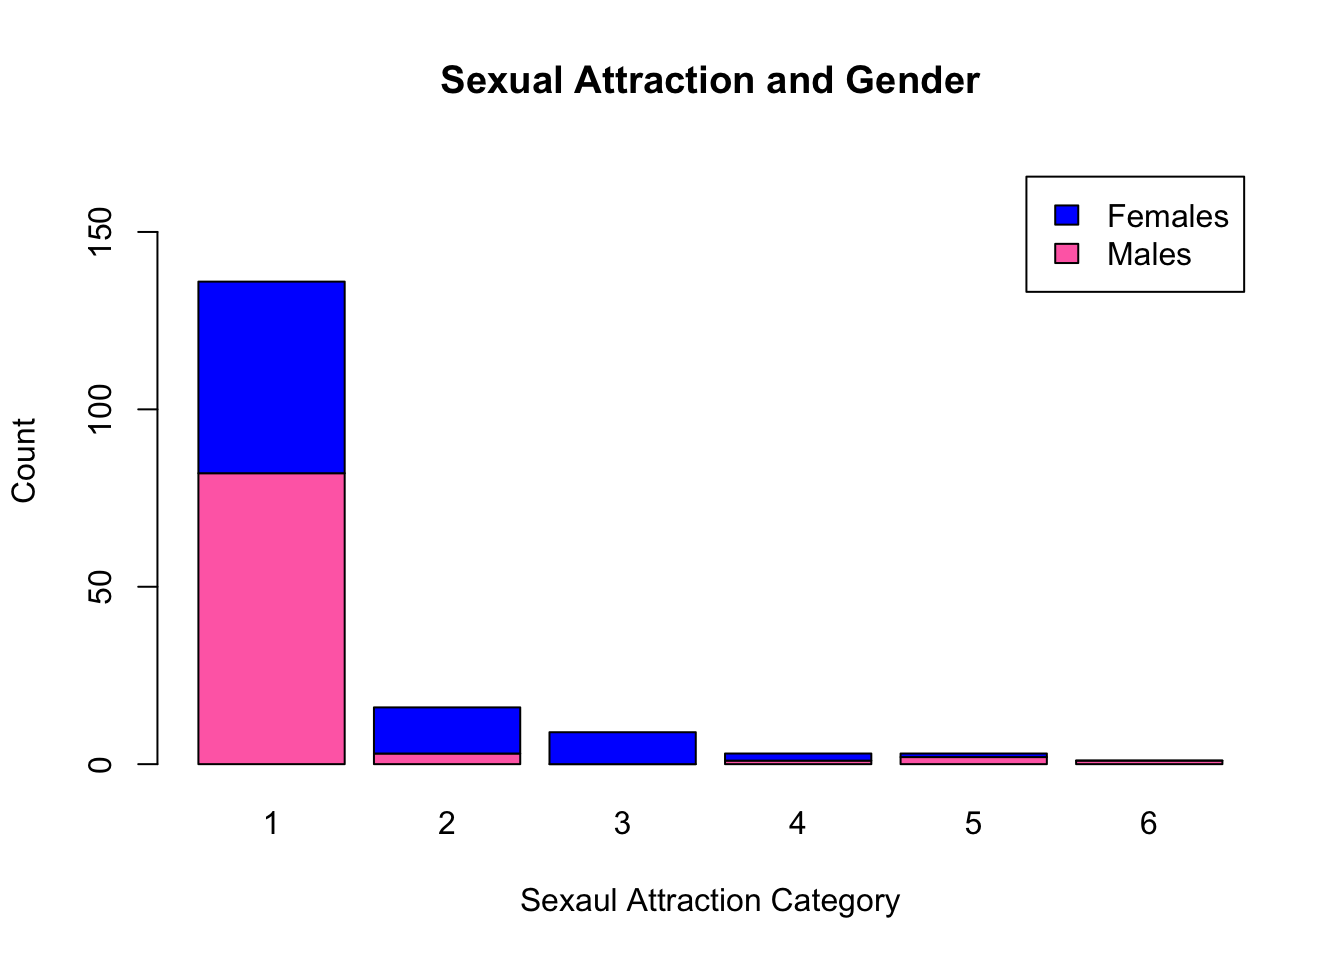 Sexual Attraction and Gender
Females
Males
150
100
50
0
Count
1 2 3 4 5 6
Sexaul Attraction Category